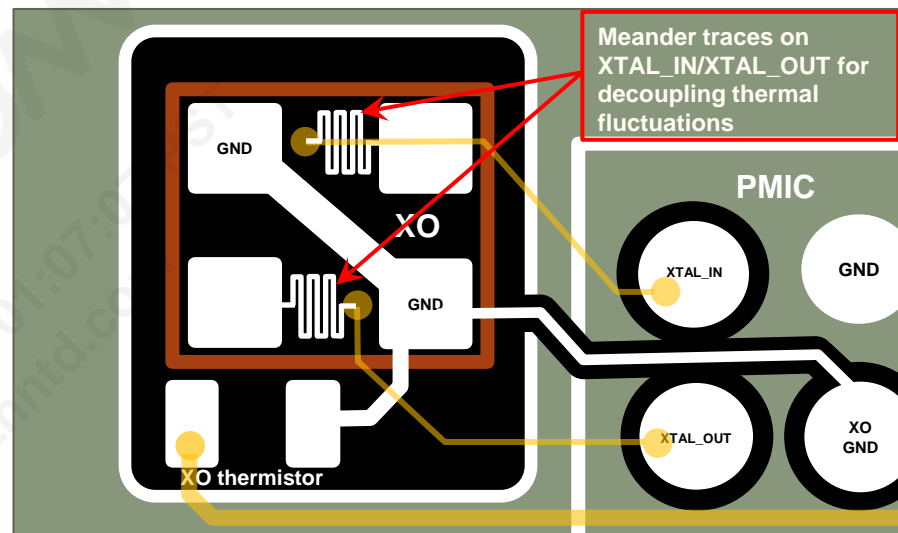 Meander traces on
XTAL_IN/XTAL_OUT for
decoupling thermal
fluctuations
GND
XO
GND
PMIC
XTAL_IN
GND
XTAL_OUT
XO
GND
XO thermistor